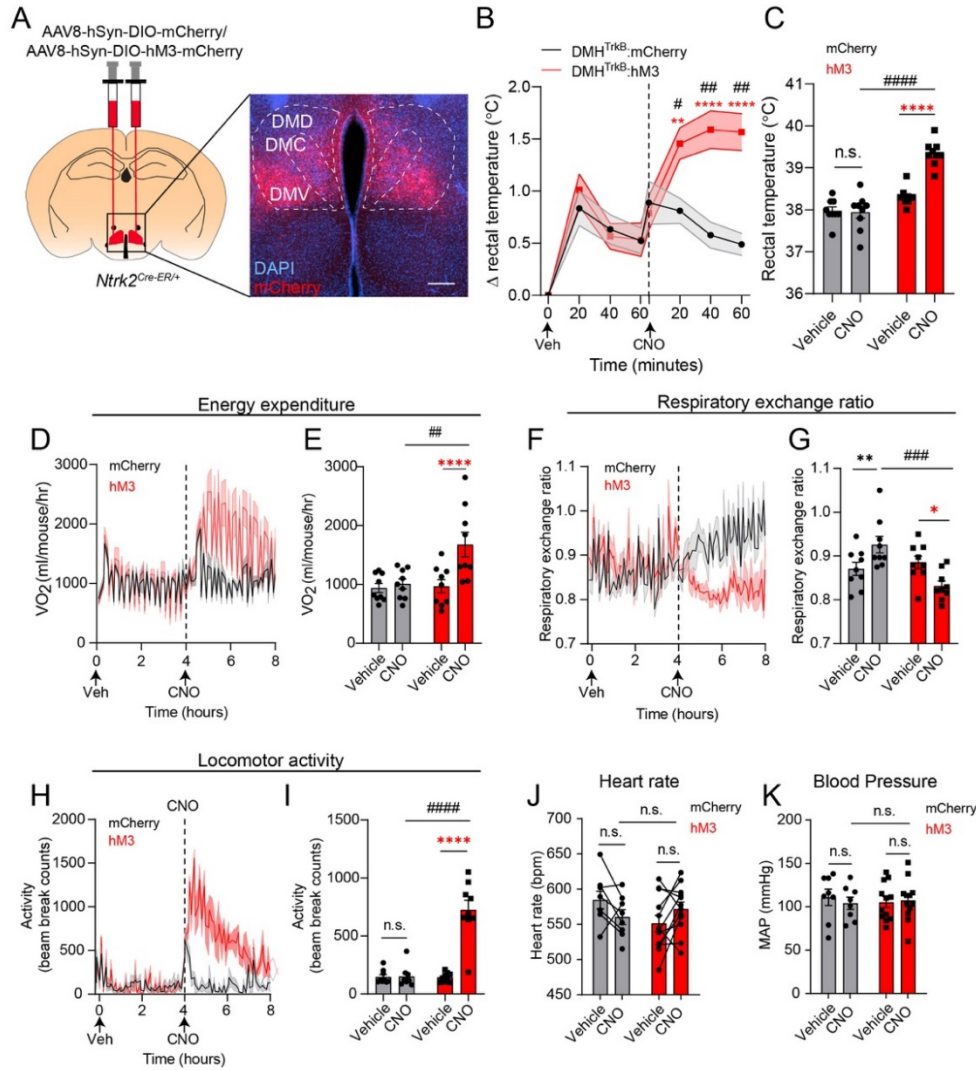 A
AAV8-hSyn-DIO-mCherry/
AAV8-hSyn-DIO-hM3-mCherry
DMD
DMC
DMV
DAPI
mCherry
Ntrk2Cre-ER/+
B
DMHTrkB:mCherry
DMHTrkB:hM3
# ## ##
** **** ****
Δ rectal temperature (°C)
2.0
1.5
1.0
0.5
0.0
0 20 40 60 20 40 60
Veh CNO
Time (minutes)
C
mCherry
hM3
####
****
n.s.
Rectal temperature (°C)
41
40
39
38
37
36
Vehicle CNO Vehicle CNO
Energy expenditure
D
mCherry
hM3
VO2(ml/mouse/hr)
3000
2000
1000
0
0 2 4 6 8
Veh CNO
Time (hours)
E
##
****
VO2 (ml/mouse/hr)
3000
2000
1000
0
Vehicle CNO Vehicle CNO
Respiratory exchange ratio
F
mCherry
hM3
Respiratory exchange ratio
1.1
1.0
0.9
0.8
0.7
0 2 4 6 8
Veh CNO
Time (hours)
G
** ###
*
Respiratory exchange ratio
1.1
1.0
0.9
0.8
0.7
Vehicle CNO Vehicle CNO
Locomotor activity
H
CNO
mCherry
hM3
Activity
(beam break counts)
2000
1500
1000
500
0
0 2 4 6 8
Veh CNO
Time (hours)
I
####
****
n.s.
Activity
(beam break counts)
1500
1000
500
0
Vehicle CNO Vehicle CNO
Heart rate
J
mCherry
hM3
n.s.
n.s. n.s.
Heart rate (bpm)
700
650
600
550
500
450
Vehicle CNO Vehicle CNO
Blood Pressure
K
mCherry
hM3
n.s.
n.s. n.s.
MAP (mmHg)
200
150
100
50
0
Vehicle CNO Vehicle CNO